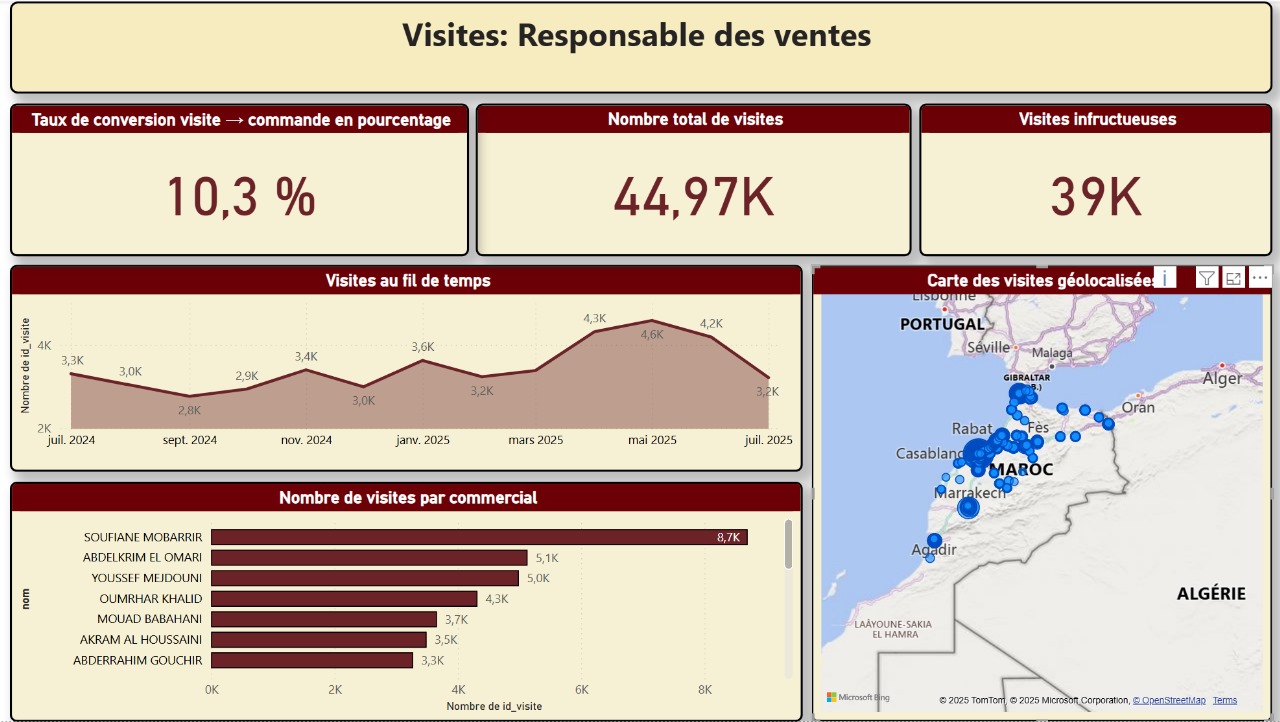 Visites: Responsable des ventes
Taux de conversion visite → commande en pourcentage
10,3 %
Nombre total de visites
44,97K
Visites infructueuses
39K
Visites au fil de temps
Nombre de id_visite
4K
2K
3,3K
3,0K
2,8K
2,9K
3,4K
3,0K
3,6K
3,2K
4,3K
4,6K
4,2K
3,2K
juil. 2024
sept. 2024
nov. 2024
janv. 2025
mars 2025
mai 2025
juil. 2025
Nombre de visites par commercial
nom
SOUFIANE MOBARRIR 8,7K
ABDELKRIM EL OMARI 5,1K
YOUSSEF MEJDOUNI 5,0K
OUMRHAR KHALID 4,3K
MOUAD BABAHANI 3,7K
AKRAM AL HOUSSAINI 3,5K
ABDERRAHIM GOUCHIR 3,3K
0K 2K 4K 6K 8K
Nombre de id_visite
Carte des visites géolocalisées
Lisbonne
PORTUGAL
Séville
Malaga
GIBRALTAR
Alger
Oran
Rabat
Fès
MAROC
Marrakech
Agadir
ALGÉRIE
LAÂYOUNE-SAKIA
EL HAMRA
Microsoft Bing
© 2025 TomTom, © 2025 Microsoft Corporation, © OpenStreetMap Terms